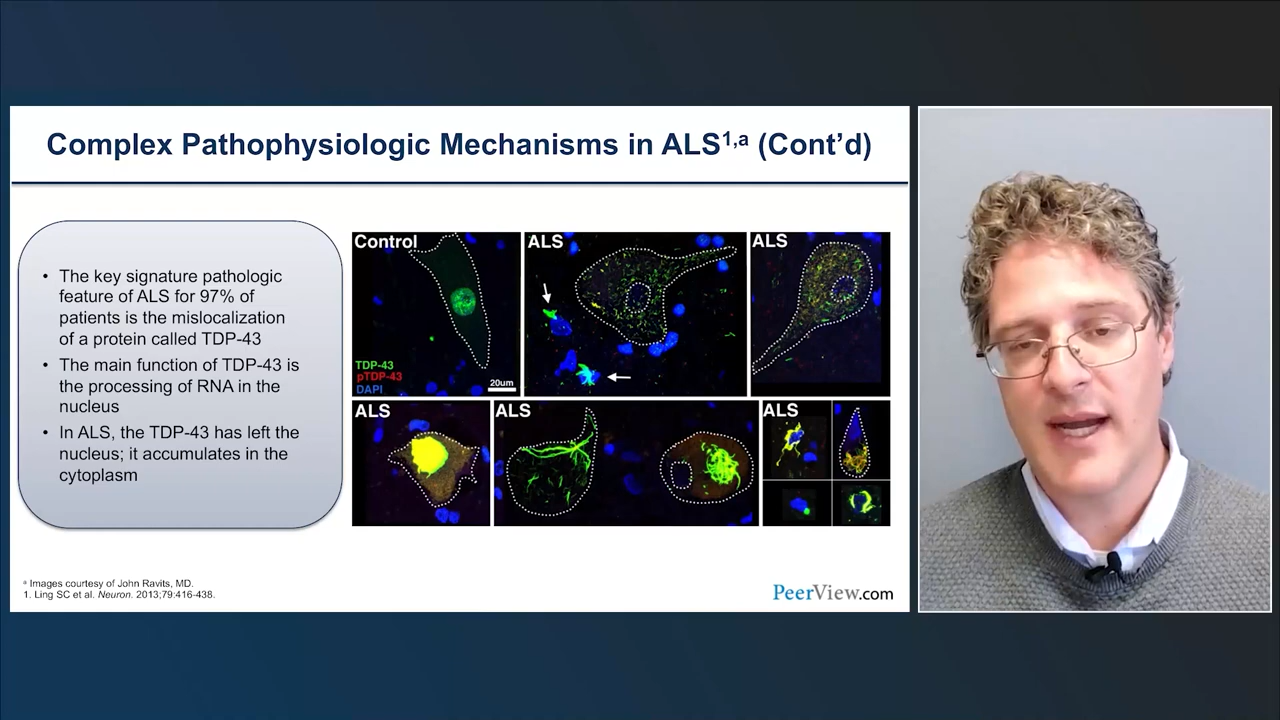 Complex Pathophysiologic Mechanisms in ALS1,a (Cont’d)
• The key signature pathologic
feature of ALS for 97% of
patients is the mislocalization
of a protein called TDP-43
• The main function of TDP-43 is
the processing of RNA in the
nucleus
• In ALS, the TDP-43 has left the
nucleus; it accumulates in the
cytoplasm
Control
ALS
ALS
TDP-43
pTDP-43
DAPI
20um
ALS
ALS
ALS
a Images courtesy of John Ravits, MD.
1. Ling SC et al. Neuron. 2013;79:416-438.
PeerView.com